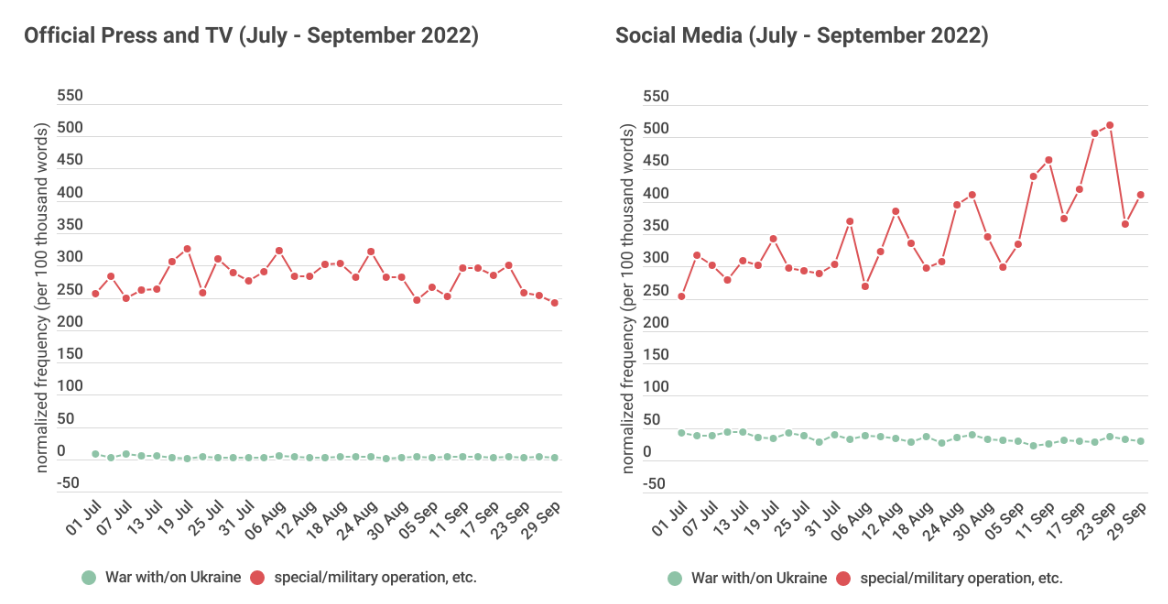 Official Press and TV (July - September 2022)
normalized frequency (per 100 thousand words)
550
500
450
400
350
300
250
200
150
100
50
0
-50
01 Jul
07 Jul
13 Jul
19 Jul
25 Jul
31 Jul
06 Aug
12 Aug
18 Aug
24 Aug
30 Aug
05 Sep
11 Sep
17 Sep
23 Sep
29 Sep
War with/on Ukraine
special/military operation, etc.
Social Media (July - September 2022)
normalized frequency (per 100 thousand words)
550
500
450
400
350
300
250
200
150
100
50
0
-50
01 Jul
07 Jul
13 Jul
19 Jul
25 Jul
31 Jul
06 Aug
12 Aug
18 Aug
24 Aug
30 Aug
05 Sep
11 Sep
17 Sep
23 Sep
29 Sep
War with/on Ukraine
special/military operation, etc.